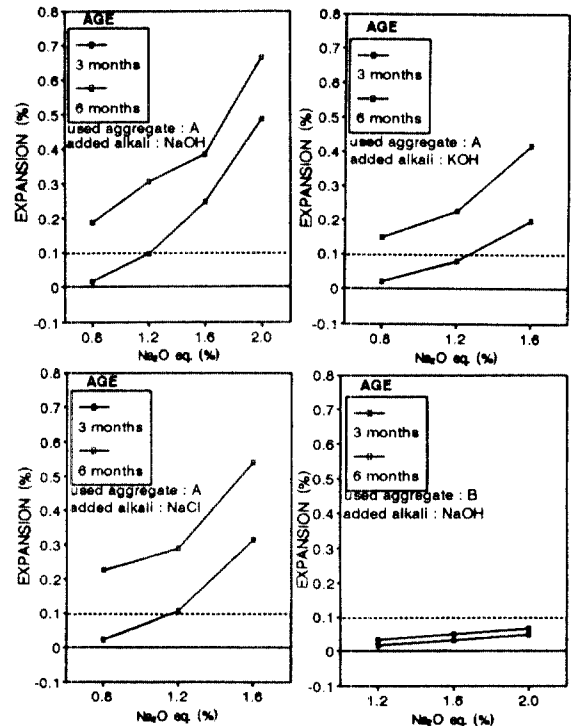 AGE
3 months
6 months
used aggregate : A
added alkali : NaOH
EXPANSION (%)
0.8
0.7
0.6
0.5
0.4
0.3
0.2
0.1
0
-0.1
0.8
1.2
1.6
2.0
Na₂O eq. (%)
AGE
3 months
6 months
used aggregate : A
added alkali : KOH
EXPANSION (%)
0.8
0.7
0.6
0.5
0.4
0.3
0.2
0.1
0
-0.1
0.8
1.2
1.6
Na₂O eq. (%)
AGE
3 months
6 months
used aggregate : A
added alkali : NaCl
EXPANSION (%)
0.8
0.7
0.6
0.5
0.4
0.3
0.2
0.1
0
-0.1
0.8
1.2
1.6
Na₂O eq. (%)
AGE
3 months
6 months
used aggregate : B
added alkali : NaOH
EXPANSION (%)
0.8
0.7
0.6
0.5
0.4
0.3
0.2
0.1
0
-0.1
1.2
1.6
2.0
Na₂O eq. (%)